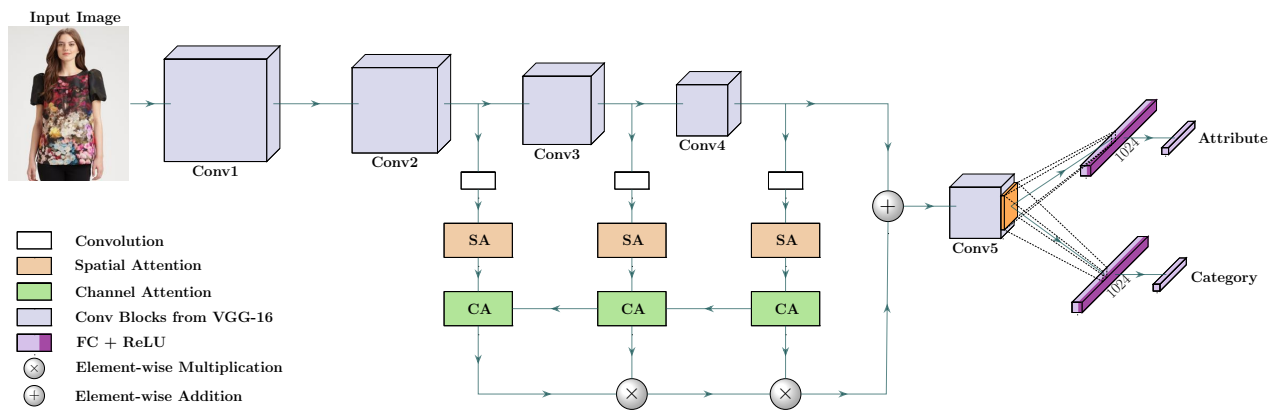 Input Image
Conv1
Conv2
Conv3
Conv4
SA
SA
SA
CA
CA
CA
×
×
+
Conv5
1024
Attribute
1024
Category
Convolution
Spatial Attention
Channel Attention
Conv Blocks from VGG-16
FC + ReLU
× Element-wise Multiplication
+ Element-wise Addition